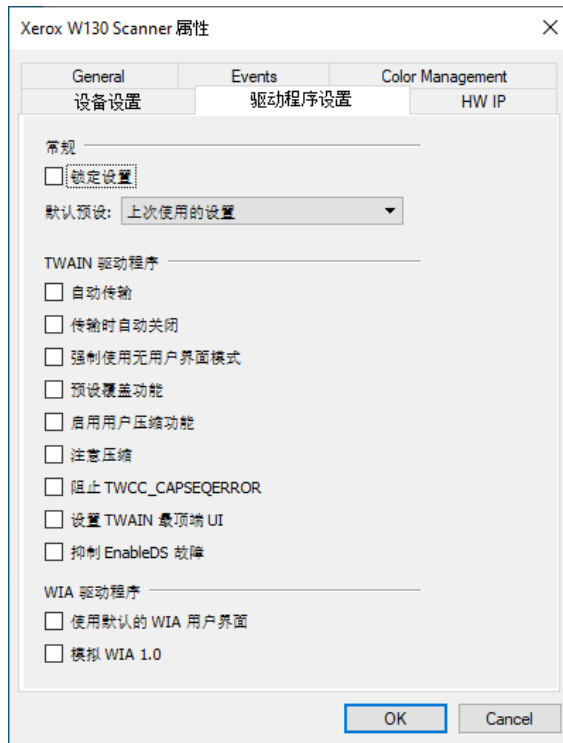 Xerox W130 Scanner 属性
General
Events
Color Management
设备设置
驱动程序设置
HW IP
常规
锁定设置
默认预设: 上次使用的设置
TWAIN 驱动程序
自动传输
传输时自动关闭
强制使用无用户界面模式
预设覆盖功能
启用用户压缩功能
注意压缩
阻止 TWCC_CAPSEQERROR
设置 TWAIN 最顶端 UI
抑制 EnableDS 故障
WIA 驱动程序
使用默认的 WIA 用户界面
模拟 WIA 1.0
OK
Cancel